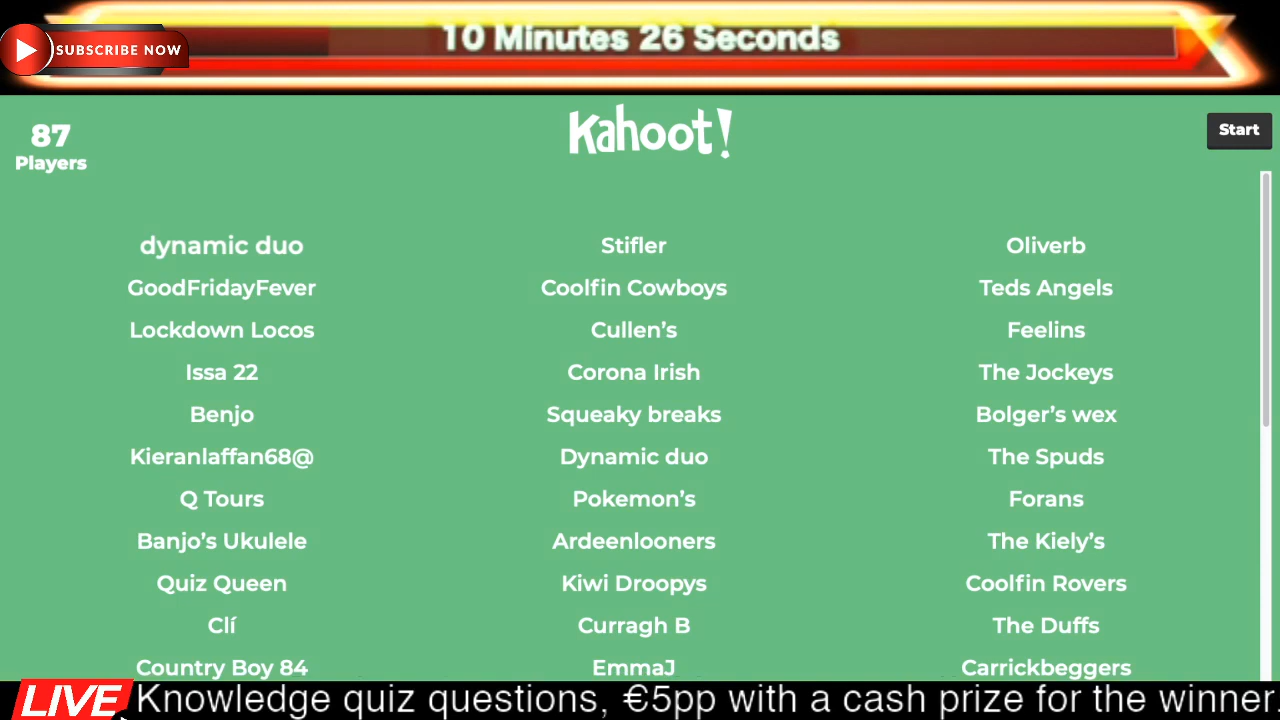 10 Minutes 26 Seconds
SUBSCRIBE NOW
87
Players
Kahoot!
Start
dynamic duo Stifler Oliverb
GoodFridayFever Coolfin Cowboys Teds Angels
Lockdown Locos Cullen’s Feelins
Issa 22 Corona Irish The Jockeys
Benjo Squeaky breaks Bolger’s wex
Kieranlaffan68@ Dynamic duo The Spuds
Q Tours Pokemon’s Forans
Banjo’s Ukulele Ardeenlooners The Kiely’s
Quiz Queen Kiwi Droopys Coolfin Rovers
Clí Curragh B The Duffs
Country Boy 84 EmmaJ Carrickbeggers
LIVE Knowledge quiz questions, €5pp with a cash prize for the winner.